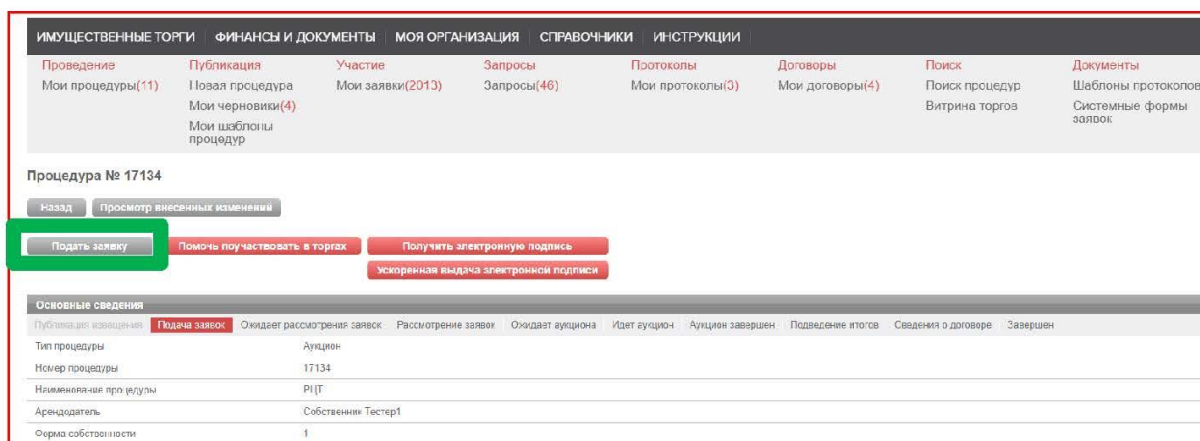 ИМУЩЕСТВЕННЫЕ ТОРГИ ФИНАНСЫ И ДОКУМЕНТЫ МОЯ ОРГАНИЗАЦИЯ СПРАВОЧНИКИ ИНСТРУКЦИИ
Проведение Публикация Участие Запросы Протоколы Договоры Поиск Документы
Мои процедуры(11) Новая процедура Мои заявки(2013) Запросы(46) Мои протоколы(3) Мои договоры(4) Поиск процедур Шаблоны протоколов
Мои черновики(4) Витрина торгов Системные формы заявок
Мои шаблоны процедур
Процедура № 17134
Назад Просмотр внесенных изменений
Подать заявку Помочь поучаствовать в торгах Получить электронную подпись
Ускоренная выдача электронной подписи
Основные сведения
Публикация извещения Подача заявок Ожидает рассмотрения заявок Рассмотрение заявок Ожидает аукциона Идет аукцион Аукцион завершен Подведение итогов Сведения о договоре Завершен
Тип процедуры Аукцион
Номер процедуры 17134
Наименование процедуры РЦТ
Арендодатель Собственник Тестер1
Форма собственности 1